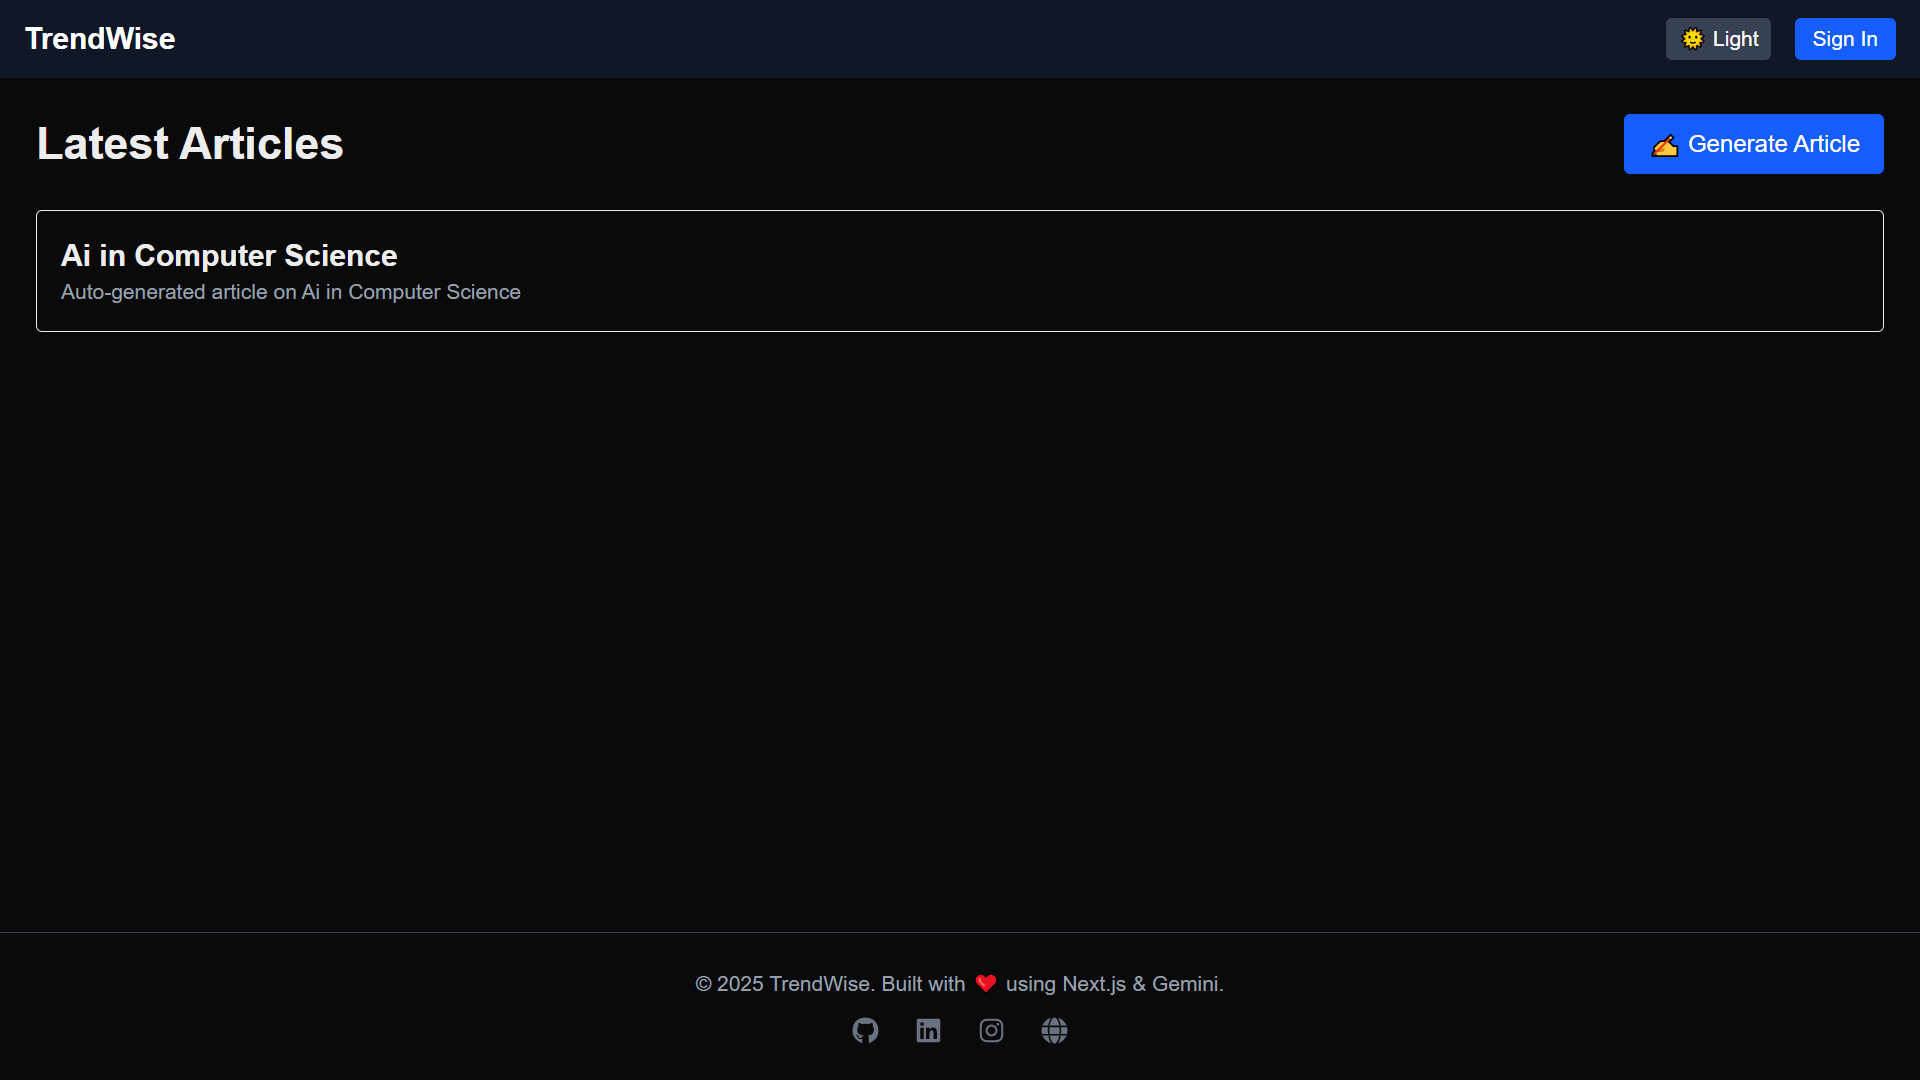 TrendWise
🌞 Light
Sign In
Latest Articles
✍️ Generate Article
Ai in Computer Science
Auto-generated article on Ai in Computer Science
© 2025 TrendWise. Built with ❤️ using Next.js & Gemini.